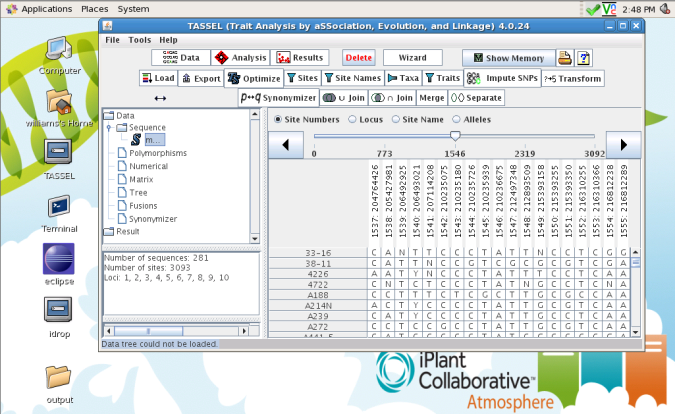 Applications Places System
2:48 PM
TASSEL (Trait Analysis by aSSociation, Evolution, and Linkage) 4.0.24
File Tools Help
Data Analysis Results Delete Wizard Show Memory
Load Export Optimize Sites Site Names Taxa Traits Impute SNPs Transform
Synonymizer ∪ Join ∩ Join Merge Separate
Computer
williams's Home
TASSEL
Terminal
eclipse
idrop
output
Data
Sequence
m...
Polymorphisms
Numerical
Matrix
Tree
Fusions
Synonymizer
Result
Number of sequences: 281
Number of sites: 3093
Loci: 1, 2, 3, 4, 5, 6, 7, 8, 9, 10
Site Numbers Locus Site Name Alleles
0 773 1546 2319 3092
1537: 204764426
1538: 205427981
1539: 206492925
1540: 206493021
1541: 207114208
1542: 210235075
1543: 210235180
1544: 210235726
1545: 210235939
1546: 210236675
1547: 212497348
1548: 212893509
1549: 215393158
1550: 215393255
1551: 215393350
1552: 216310255
1553: 216310366
1554: 216812238
1555: 216812289
33-16 C A N T T C C C T A T T N C C T C G G
38-11 C A T T N C C G T C G C G C G T C G A
4226 A A T Y N C C C T A T T T C C T C A A
4722 C N T C T C C C T A T N G C C T C N A
A188 C C T T T C T C G C T T G C G C C A A
A214N A C T Y C C C C T A T T G C G T C A A
A239 C A T Y C C C C T A T T G C C T C A A
A272 C C T C G C C C T A T T G C G T C A A
Data tree could not be loaded.
iPlant
Collaborative™
Atmosphere